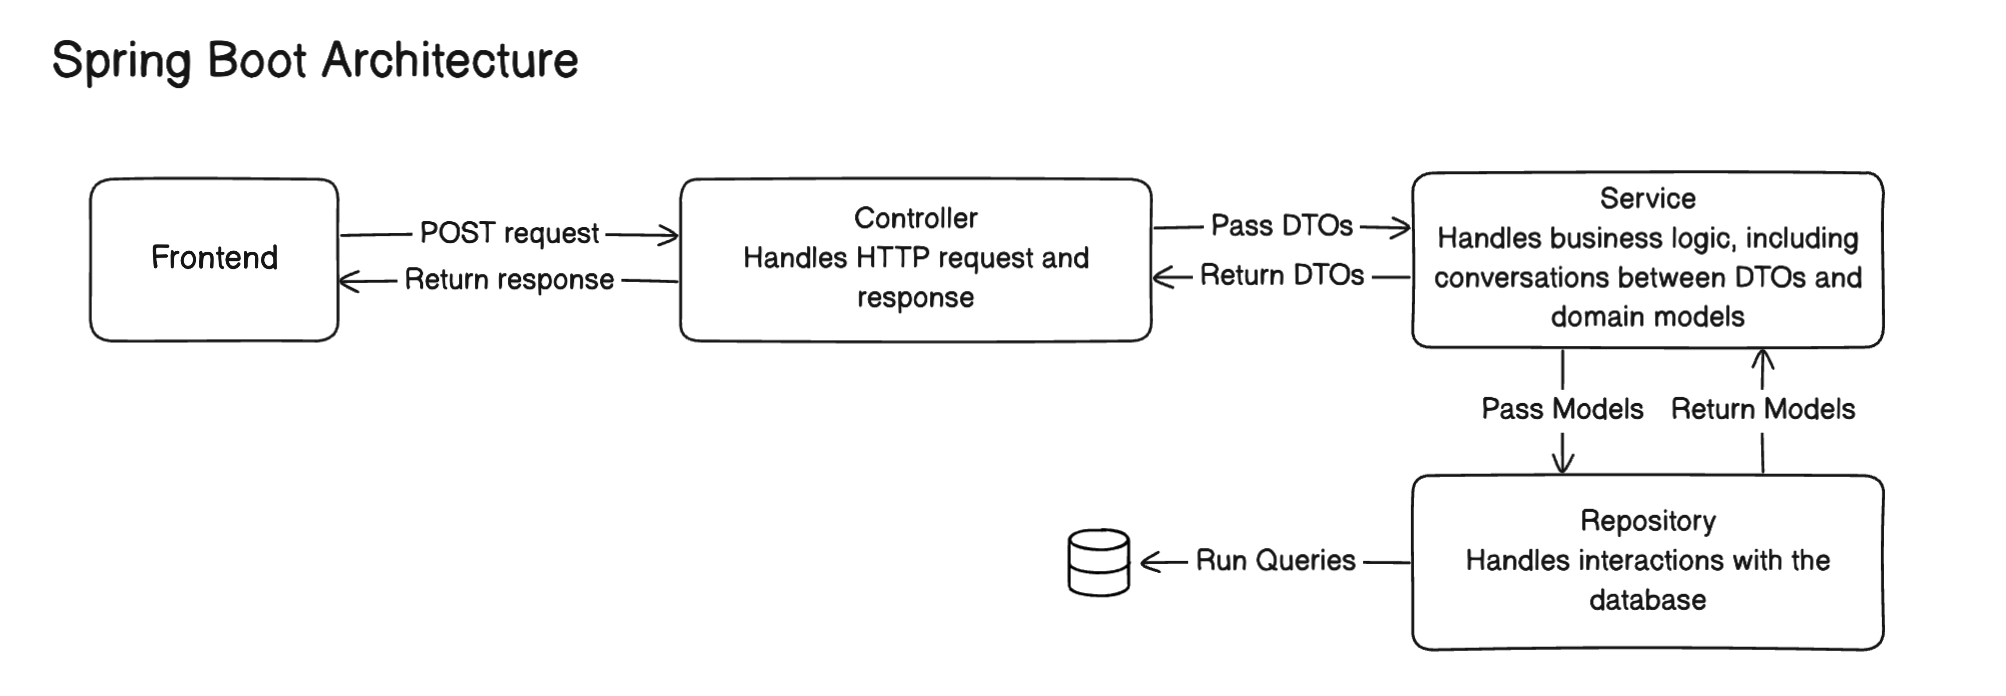 Spring Boot Architecture
Frontend
POST request
Return response
Controller
Handles HTTP request and
response
Pass DTOs
Return DTOs
Service
Handles business logic, including
conversations between DTOs and
domain models
Pass Models
Return Models
Repository
Handles interactions with the
database
Run Queries